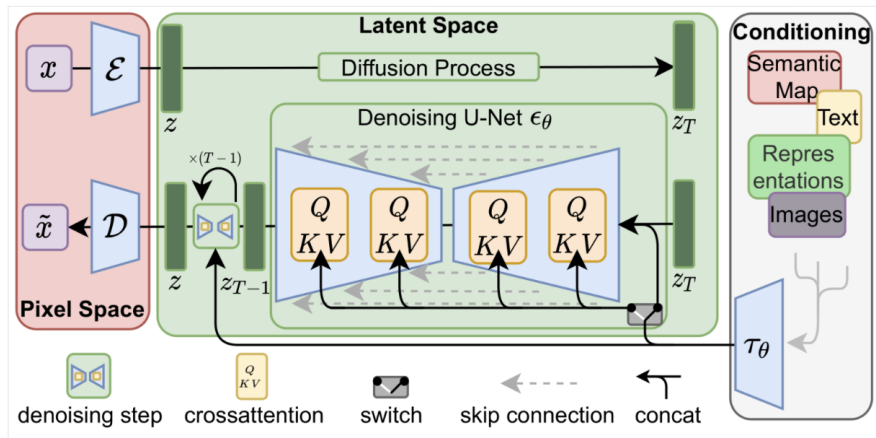 Latent Space
Conditioning
x
ℰ
Diffusion Process
Semantic
Map
z
Denoising U-Net ϵ_θ
z_T
Text
×(T−1)
Repres
entations
Q
KV
Q
KV
Q
KV
Q
KV
Images
x̃
𝒟
z
z_{T−1}
z_T
Pixel Space
τ_θ
Q
KV
denoising step
crossattention
switch
skip connection
concat